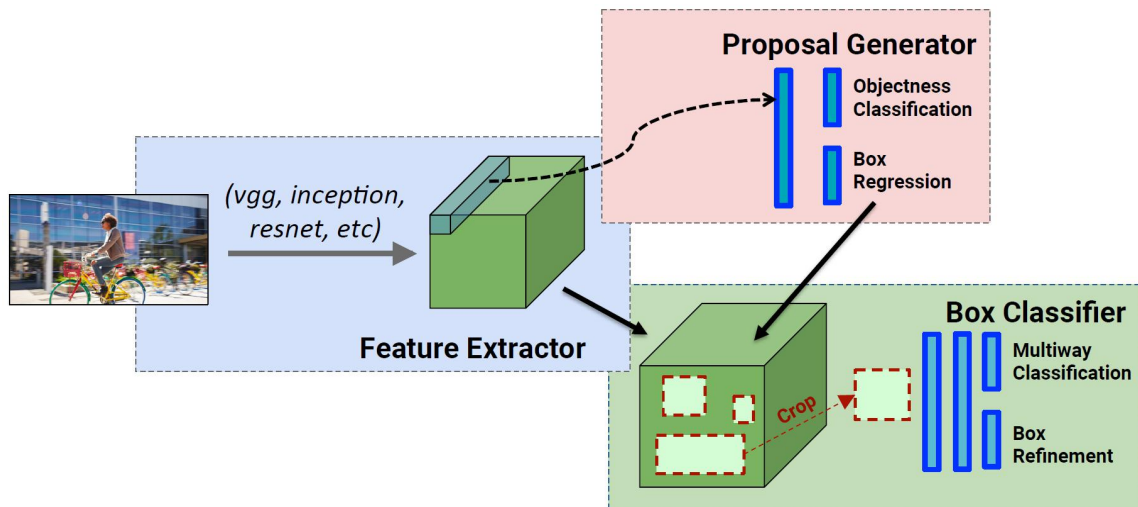 Proposal Generator
Objectness
Classification
Box
Regression
(vgg, inception,
resnet, etc)
Feature Extractor
Box Classifier
Multiway
Classification
Crop
Box
Refinement